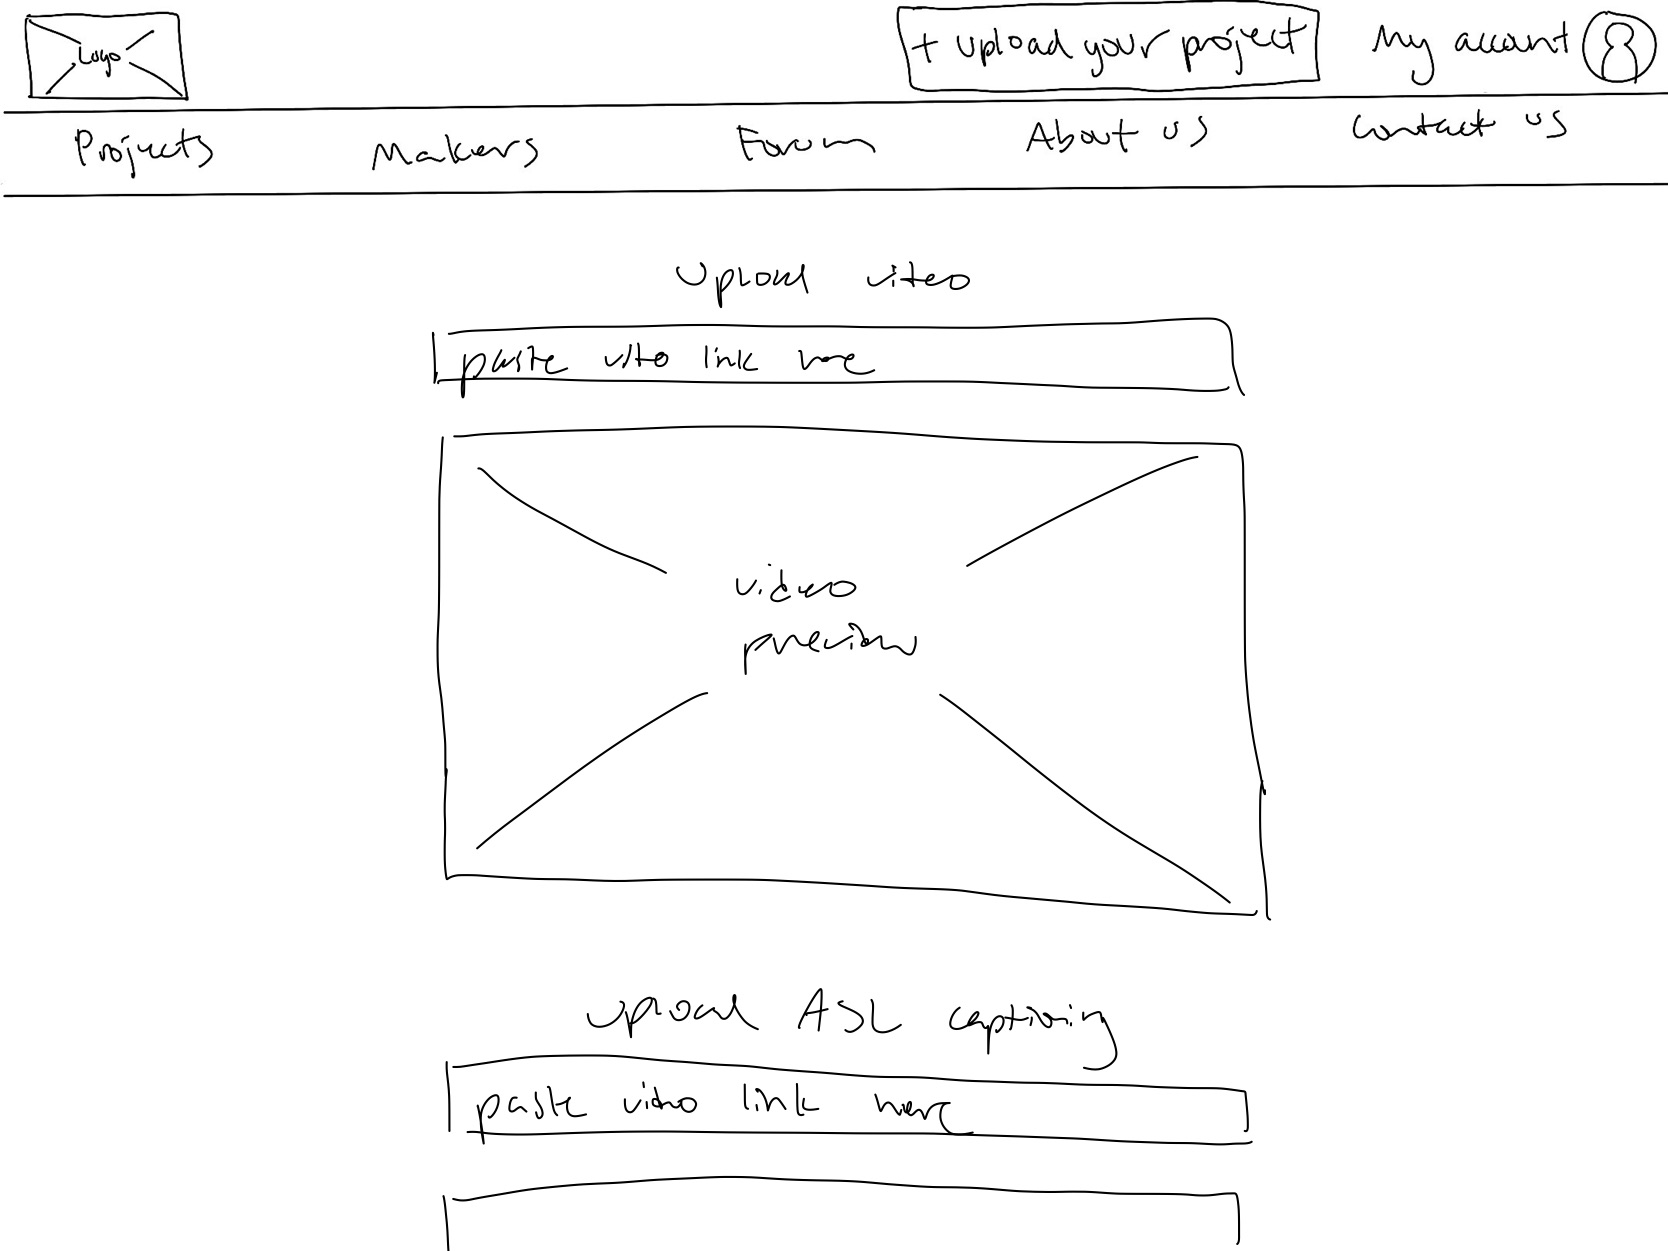 Logo
+ upload your project
My account
Projects
Makers
Forum
About us
Contact us
Upload video
paste video link here
video
preview
Upload ASL captioning
paste video link here